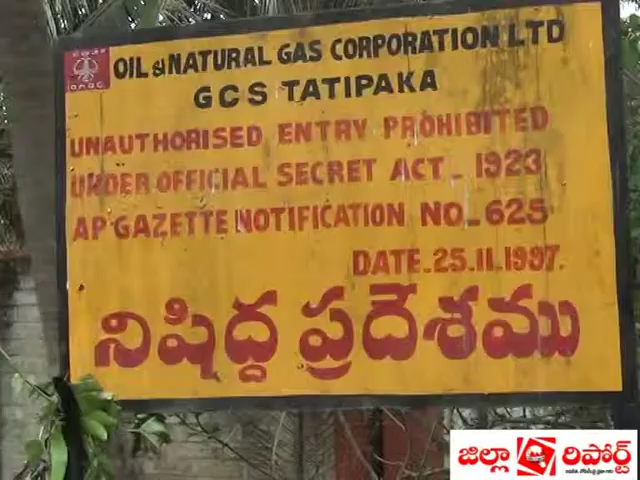 OIL & NATURAL GAS CORPORATION LTD
GCS TATIPAKA
UNAUTHORISED ENTRY PROHIBITED
UNDER OFFICIAL SECRET ACT - 1923
AP GAZETTE NOTIFICATION NO - 625
DATE - 25.11.1997.
నిషిద్ద ప్రదేశము
జిల్లా రిపోర్ట్